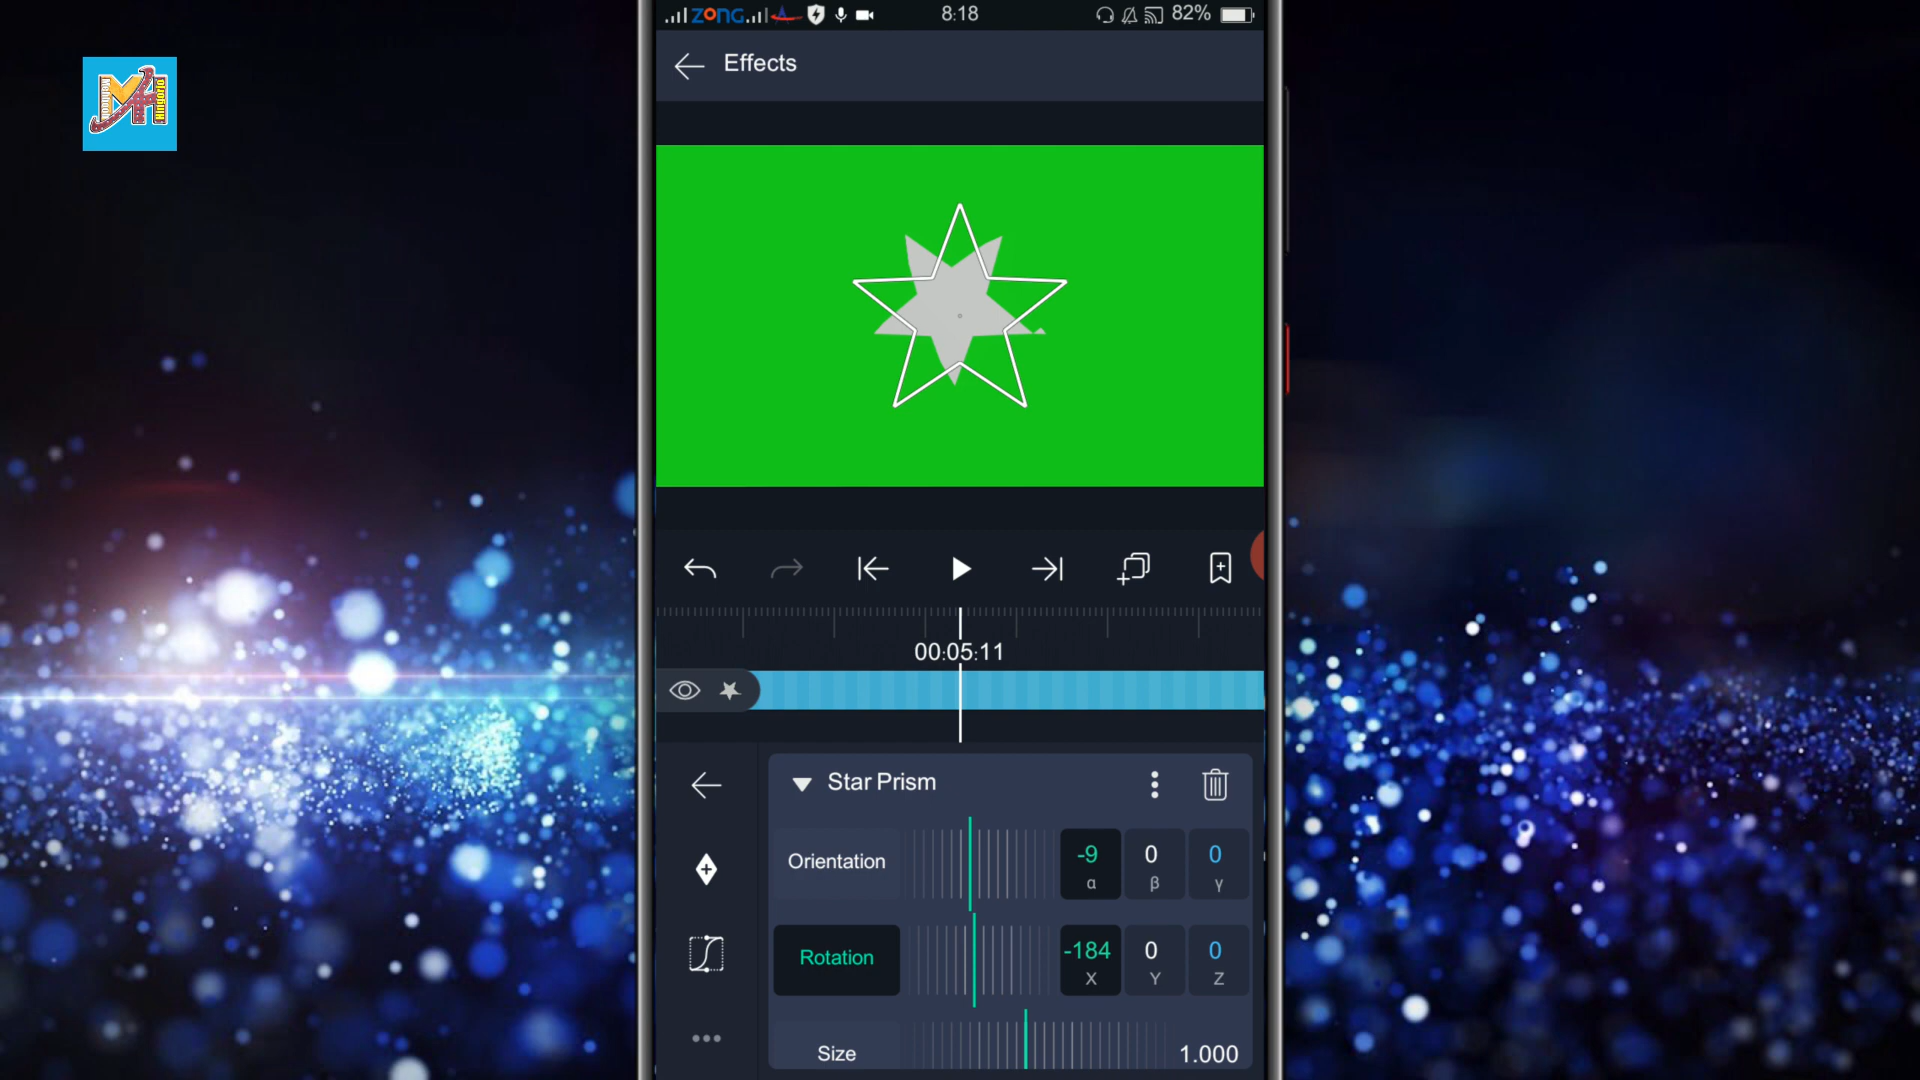 ZONG
8:18
82%
Effects
00:05:11
Star Prism
Orientation
-9
0
0
α
β
γ
Rotation
-184
0
0
X
Y
Z
Size
1.000
Hingorjo